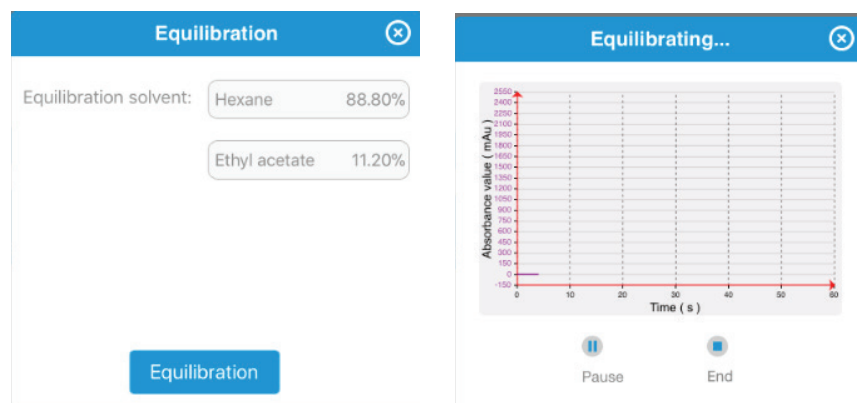 Equilibration
Equilibration solvent:
Hexane 88.80%
Ethyl acetate 11.20%
Equilibration
Equilibrating...
Absorbance value ( mAu )
2550
2400
2250
2100
1950
1800
1650
1500
1350
1200
1050
900
750
600
450
300
150
0
-150
0 10 20 30 40 50 60
Time ( s )
Pause End